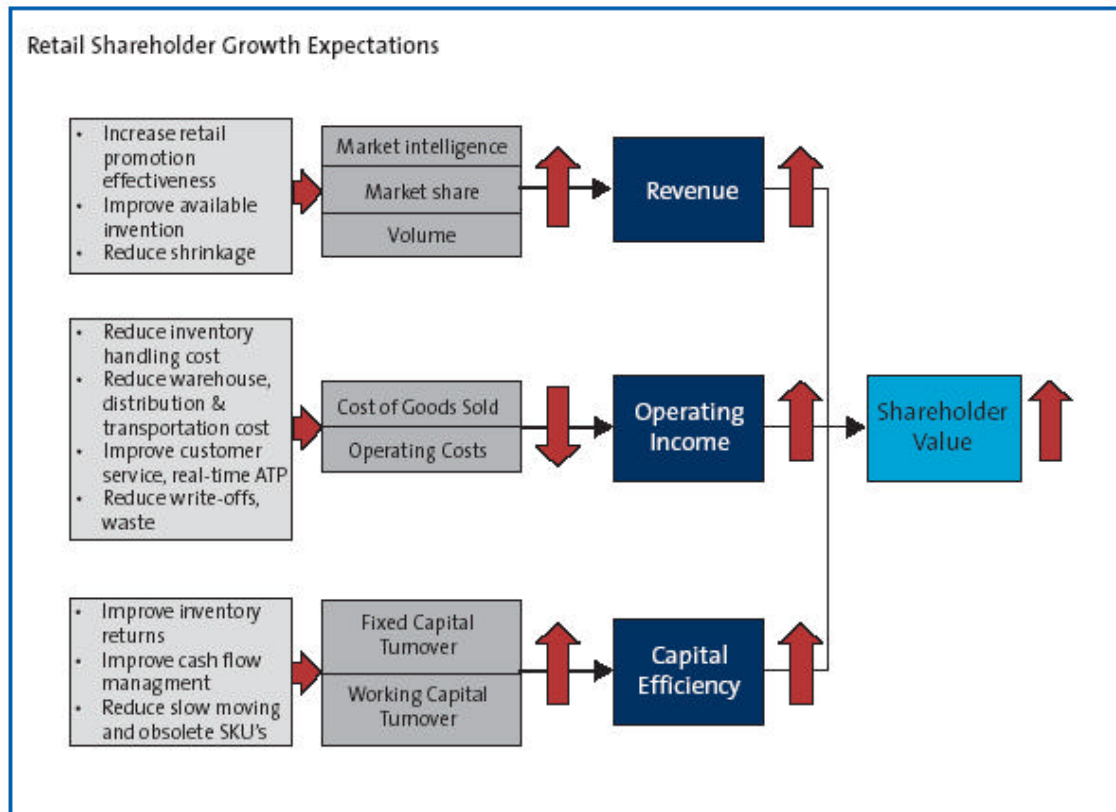 Retail Shareholder Growth Expectations
• Increase retail
promotion
effectiveness
• Improve available
invention
• Reduce shrinkage
Market intelligence
Market share
Volume
Revenue
• Reduce inventory
handling cost
• Reduce warehouse,
distribution &
transportation cost
• Improve customer
service, real-time ATP
• Reduce write-offs,
waste
Cost of Goods Sold
Operating Costs
Operating
Income
Shareholder
Value
• Improve inventory
returns
• Improve cash flow
managment
• Reduce slow moving
and obsolete SKU's
Fixed Capital
Turnover
Working Capital
Turnover
Capital
Efficiency